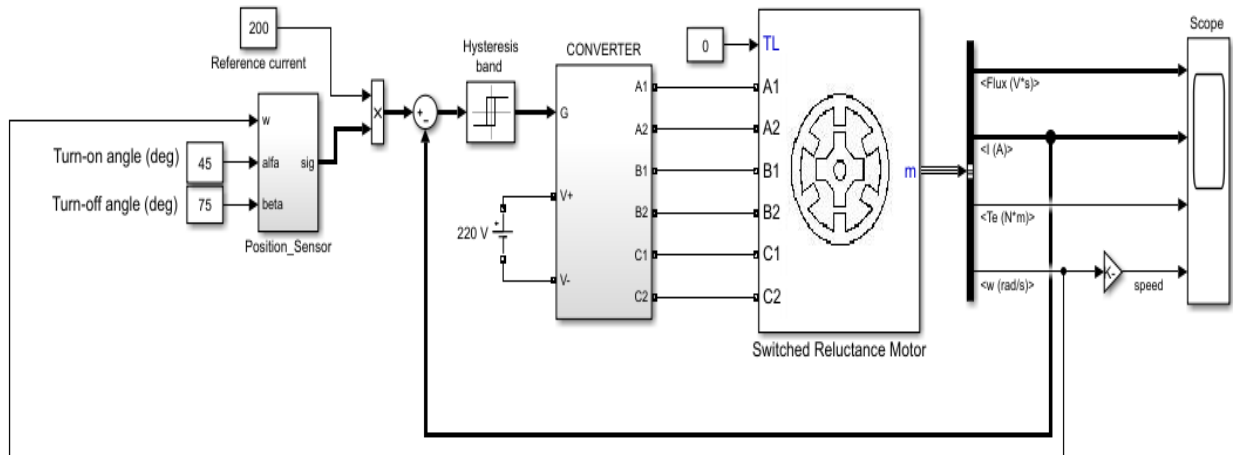 200
Reference current
w
alfa
beta
sig
Position_Sensor
Turn-on angle (deg)
45
Turn-off angle (deg)
75
X
+
-
Hysteresis
band
CONVERTER
G
V+
V-
A1
A2
B1
B2
C1
C2
+
220 V
0
TL
A1
A2
B1
B2
C1
C2
m
Switched Reluctance Motor
<Flux (V*s)>
<I (A)>
<Te (N*m)>
<w (rad/s)>
K-
speed
Scope